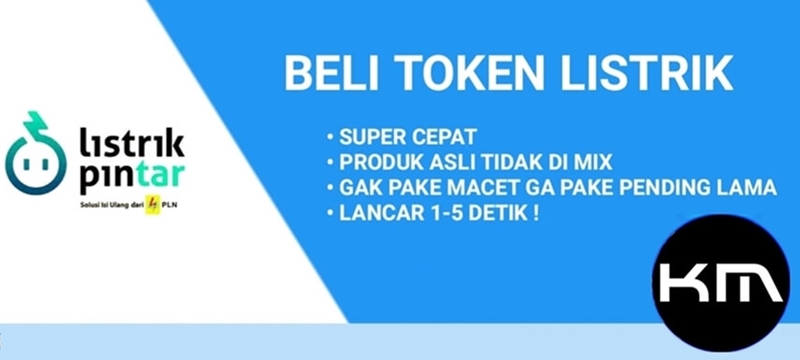 listrik
pintar
Solusi Isi Ulang dari PLN
BELI TOKEN LISTRIK
• SUPER CEPAT
• PRODUK ASLI TIDAK DI MIX
• GAK PAKE MACET GA PAKE PENDING LAMA
• LANCAR 1-5 DETIK !
KM